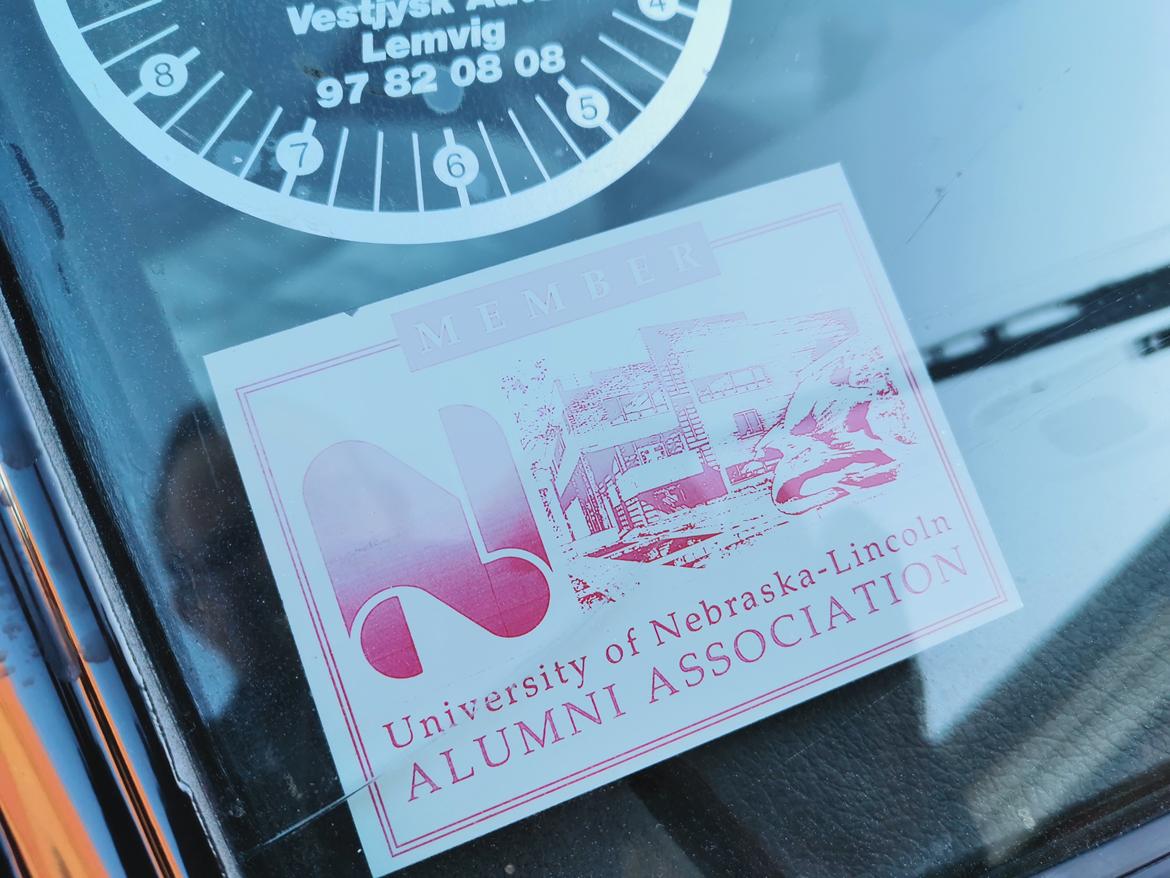 Vestjysk
Lemvig
97 82 08 08
4
8
5
7
6
MEMBER
University of Nebraska-Lincoln
ALUMNI ASSOCIATION